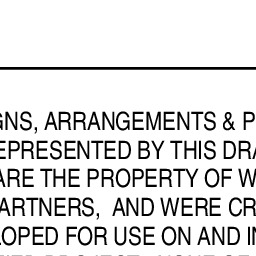 GNS, ARRANGEMENTS & P
EPRESENTED BY THIS DRA
ARE THE PROPERTY OF W
ARTNERS, AND WERE CR
LOPED FOR USE ON AND IN